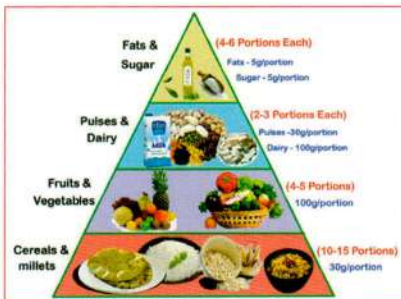 Fats &
Sugar
(4-6 Portions Each)
Fats - 5g/portion
Sugar - 5g/portion
Pulses &
Dairy
Milk
(2-3 Portions Each)
Pulses -30g/portion
Dairy - 100g/portion
Fruits &
Vegetables
(4-5 Portions)
100g/portion
Cereals &
millets
(10-15 Portions)
30g/portion